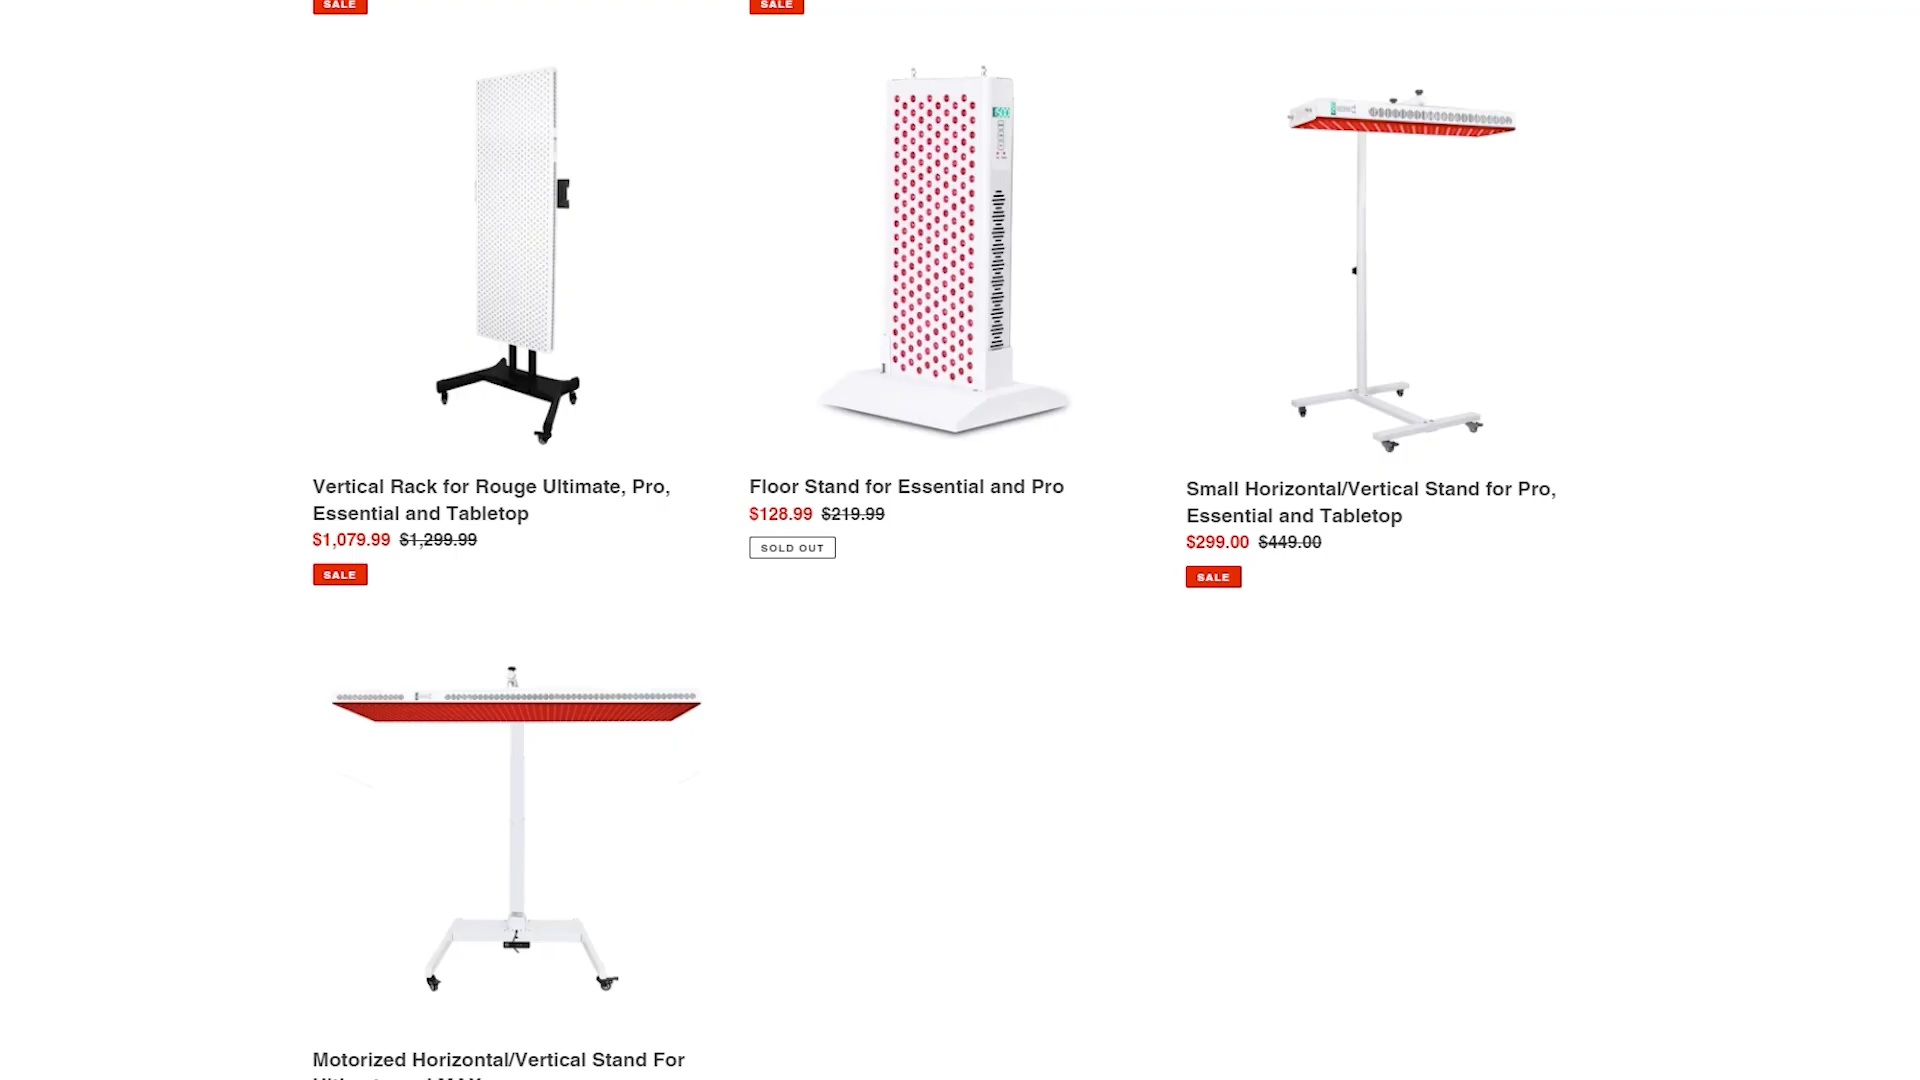 SALE
SALE
Vertical Rack for Rouge Ultimate, Pro,
Essential and Tabletop
$1,079.99 $1,299.99
SALE
Floor Stand for Essential and Pro
$128.99 $219.99
SOLD OUT
Small Horizontal/Vertical Stand for Pro,
Essential and Tabletop
$299.00 $449.00
SALE
Motorized Horizontal/Vertical Stand For